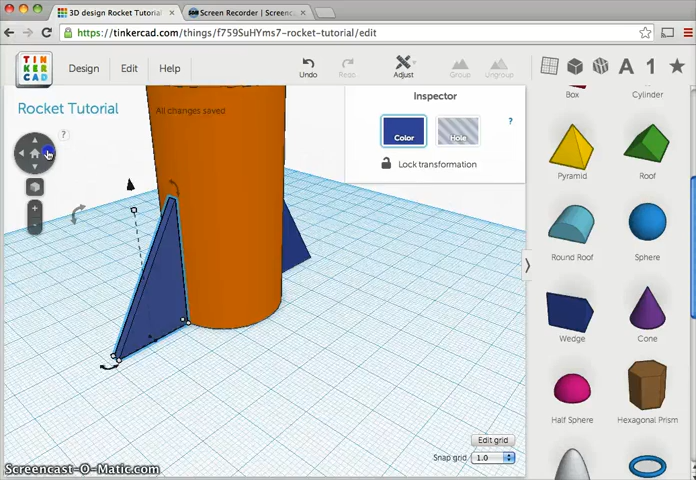 3D design Rocket Tutorial
Screen Recorder | Screenc
https://tinkercad.com/things/f759SuHYms7-rocket-tutorial/edit
TIN
KER
CAD
Design
Edit
Help
Undo
Redo
Adjust
Group
Ungroup
A
1
Rocket Tutorial
All changes saved
?
Inspector
Color
Hole
?
Lock transformation
Box
Cylinder
Pyramid
Roof
Round Roof
Sphere
Wedge
Cone
Half Sphere
Hexagonal Prism
Edit grid
Snap grid
1.0
Screencast-O-Matic.com